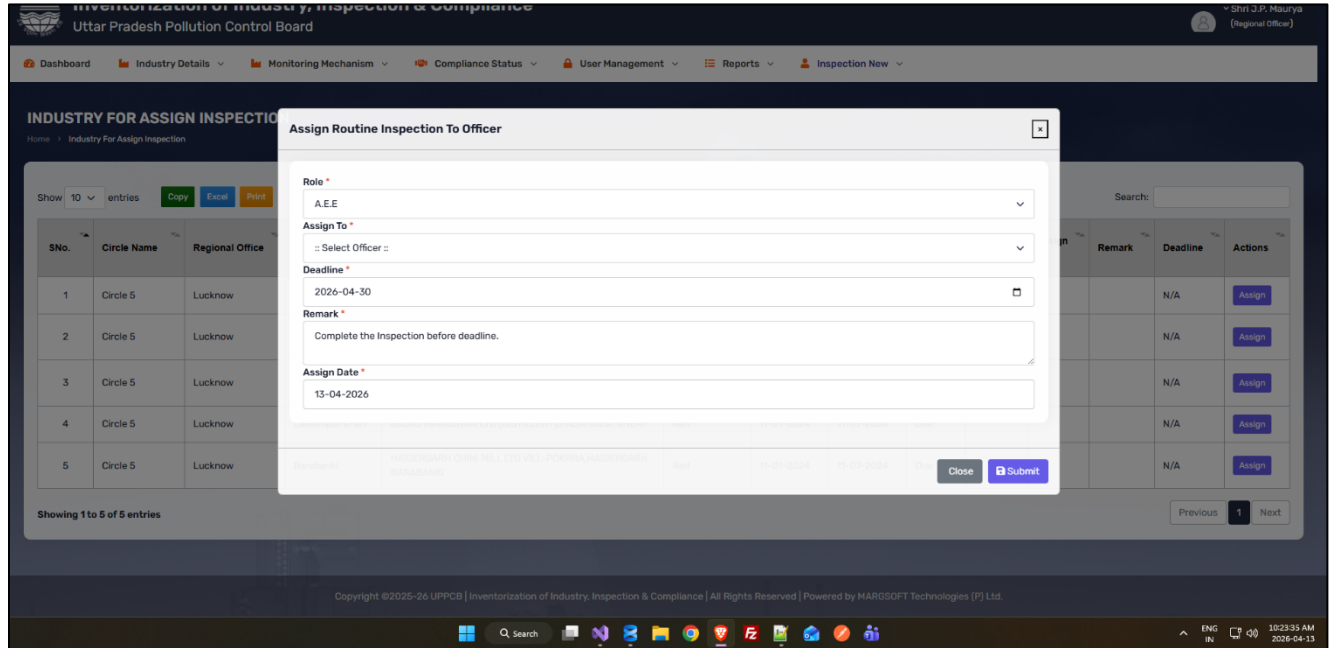 Inventorization of Industry, Inspection & Compliance
Uttar Pradesh Pollution Control Board
Shri J.P. Maurya
(Regional Officer)
Dashboard Industry Details Monitoring Mechanism Compliance Status User Management Reports Inspection New
INDUSTRY FOR ASSIGN INSPECTIO
Home > Industry For Assign Inspection
Assign Routine Inspection To Officer
x
Show 10 entries Copy Excel Print
Search:
Role *
A.E.E
Assign To *
:: Select Officer ::
Deadline *
2026-04-30
Remark *
Complete the Inspection before deadline.
Assign Date *
13-04-2026
Close Submit
SNo. Circle Name Regional Office Remark Deadline Actions
1 Circle 5 Lucknow N/A Assign
2 Circle 5 Lucknow N/A Assign
3 Circle 5 Lucknow N/A Assign
4 Circle 5 Lucknow N/A Assign
5 Circle 5 Lucknow N/A Assign
Showing 1 to 5 of 5 entries
Previous 1 Next
Copyright ©2025-26 UPPCB | Inventorization of Industry, Inspection & Compliance | All Rights Reserved | Powered by MARGSOFT Technologies (P) Ltd.
Search
ENG
IN
10:23:35 AM
2026-04-13